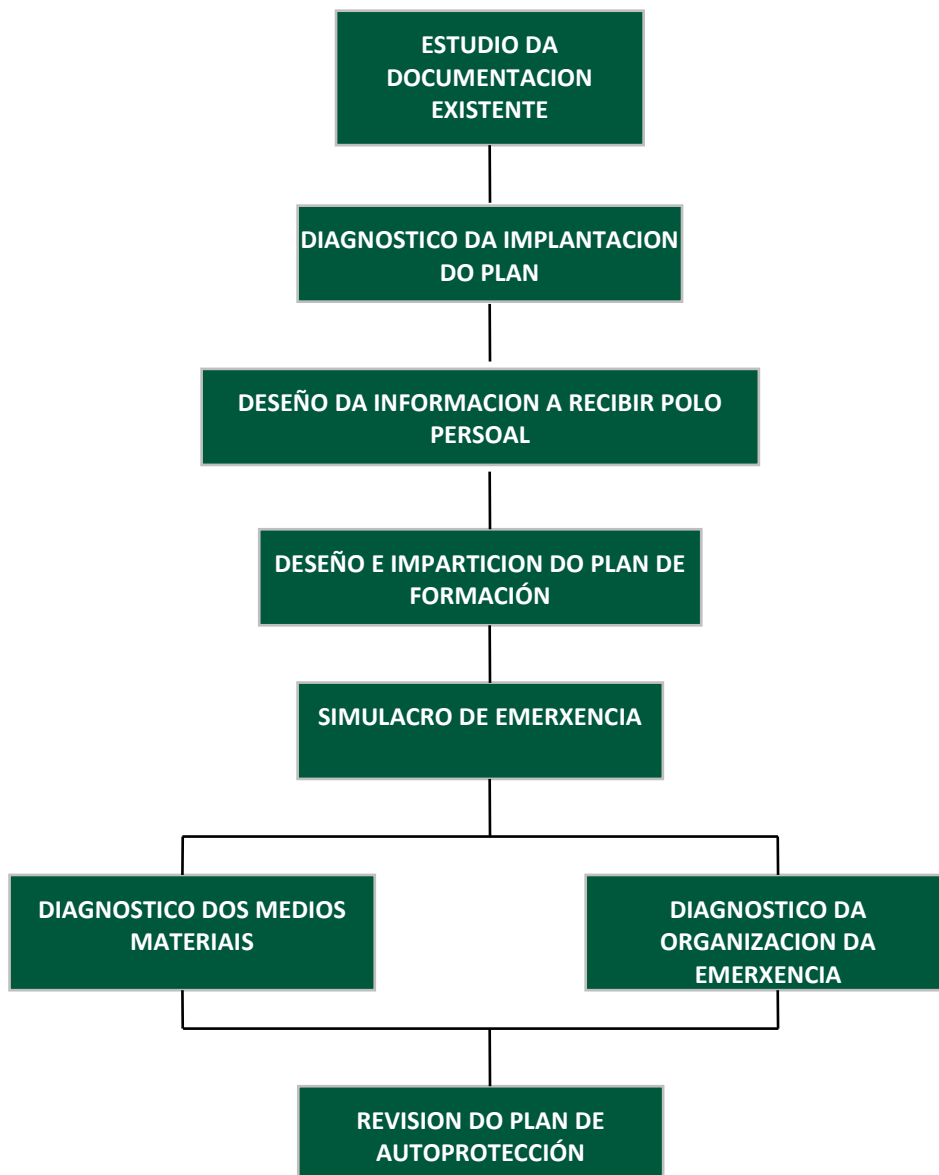 ESTUDIO DA
DOCUMENTACION
EXISTENTE
DIAGNOSTICO DA IMPLANTACION
DO PLAN
DESEÑO DA INFORMACION A RECIBIR POLO
PERSOAL
DESEÑO E IMPARTICION DO PLAN DE
FORMACIÓN
SIMULACRO DE EMERXENCIA
DIAGNOSTICO DOS MEDIOS
MATERIAIS
DIAGNOSTICO DA
ORGANIZACION DA
EMERXENCIA
REVISION DO PLAN DE
AUTOPROTECCIÓN